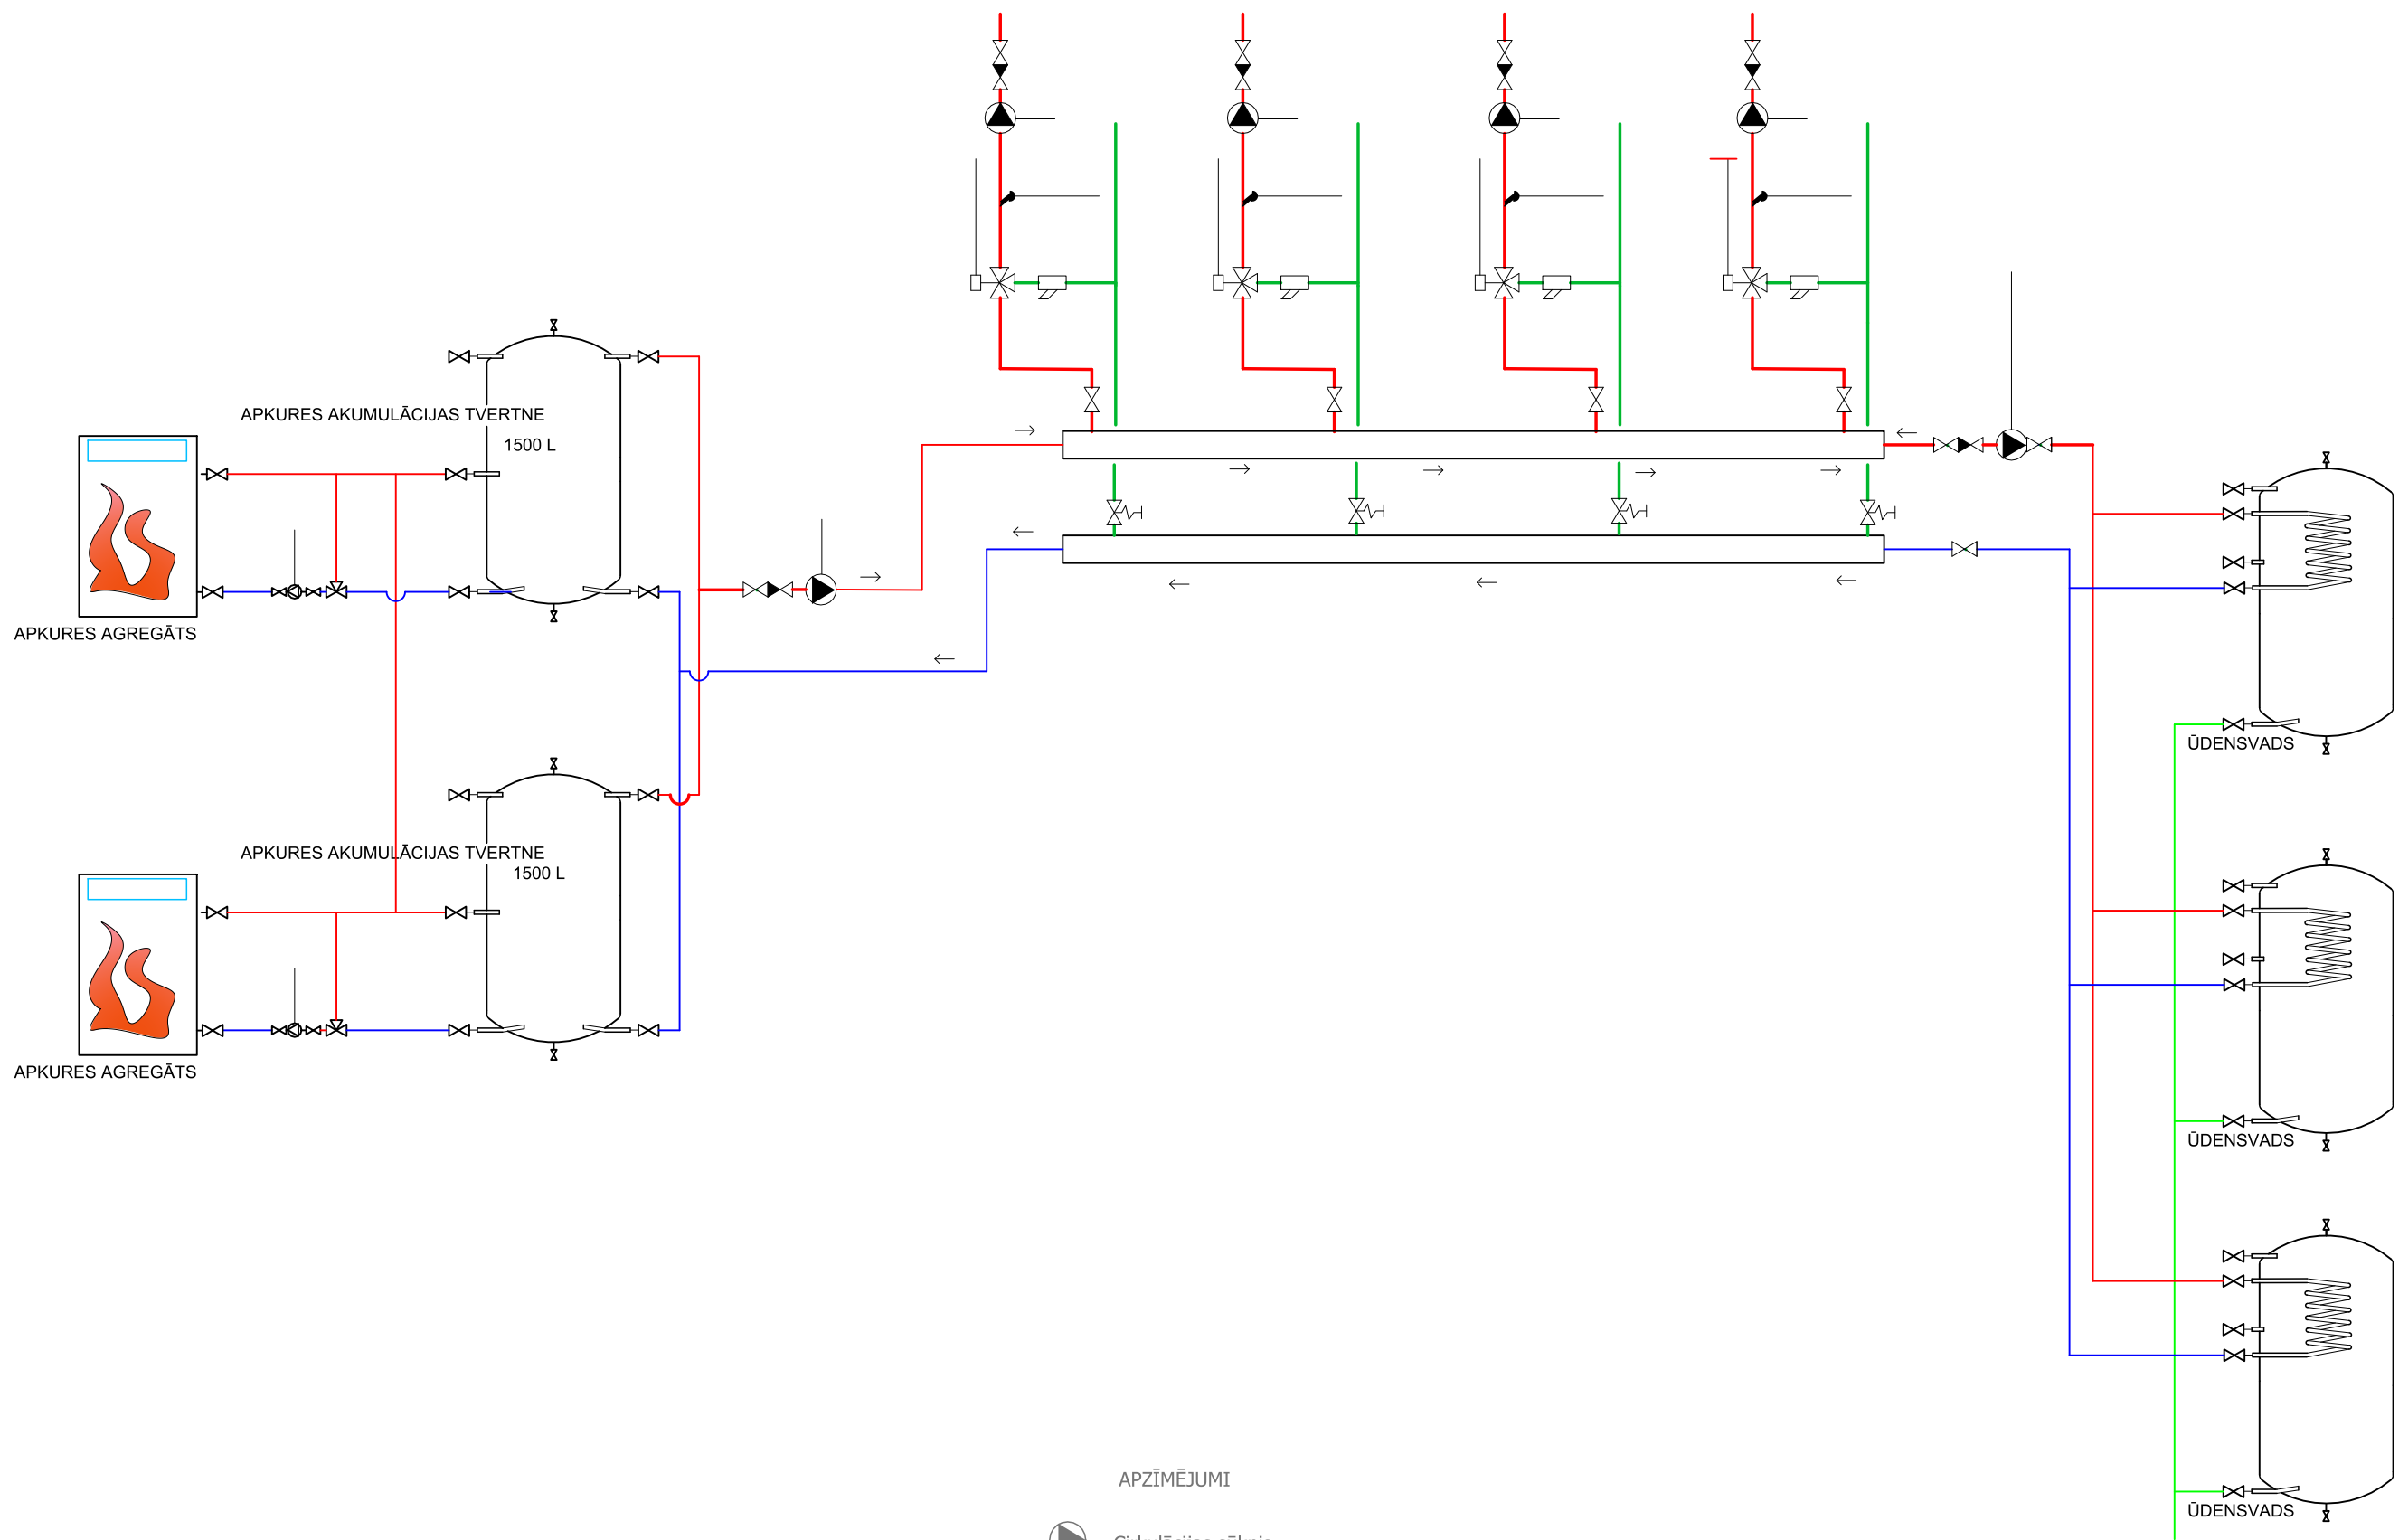 APKURES AKUMULĀCIJAS TVERTNE
1500 L
APKURES AGREGĀTS
ŪDENSVADS
APKURES AKUMULĀCIJAS TVERTNE
1500 L
APKURES AGREGĀTS
ŪDENSVADS
APZĪMĒJUMI
ŪDENSVADS